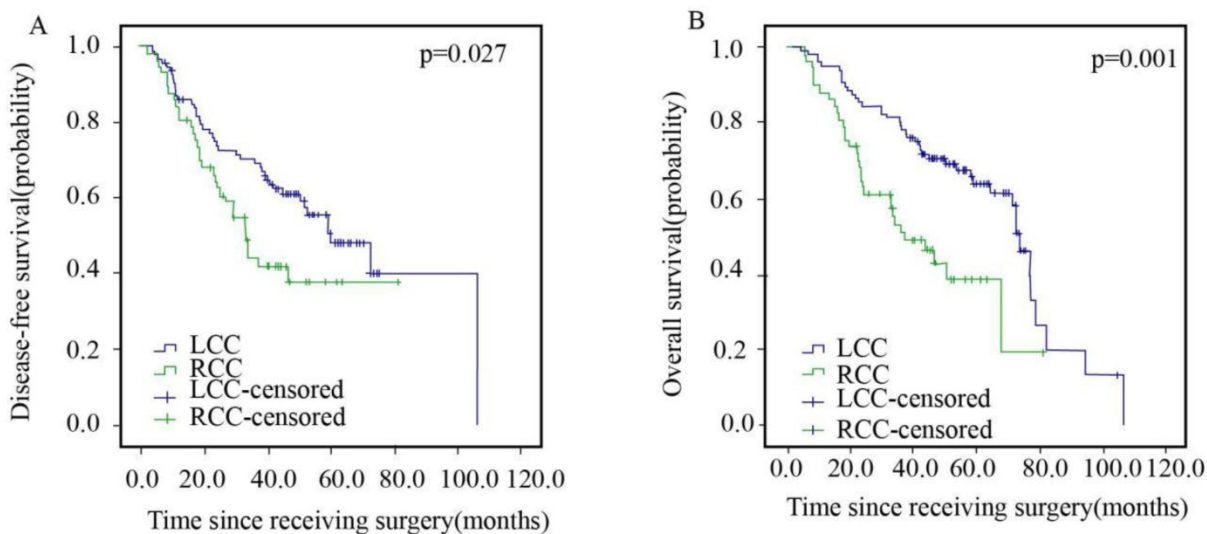 A
p=0.027
Disease-free survival(probability)
1.0
0.8
0.6
0.4
0.2
0.0
LCC
RCC
LCC-censored
RCC-censored
0.0 20.0 40.0 60.0 80.0 100.0 120.0
Time since receiving surgery(months)
B
p=0.001
Overall survival(probability)
1.0
0.8
0.6
0.4
0.2
0.0
LCC
RCC
LCC-censored
RCC-censored
0.0 20.0 40.0 60.0 80.0 100.0 120.0
Time since receiving surgery(months)